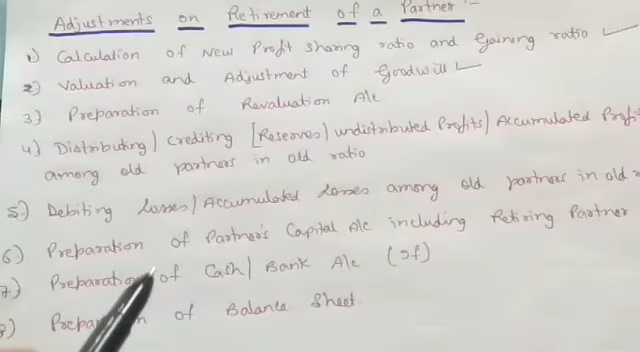 Adjustments on Retirement of a Partner :-
1) Calculation of New Profit sharing ratio and Gaining ratio
2) Valuation and Adjustment of Goodwill
3) Preparation of Revaluation A/c
4) Distributing / crediting [Reserves / undistributed Profits / Accumulated Profit
among old partners in old ratio
5.) Debiting losses / Accumulated losses among old partners in old
6) Preparation of Partner's Capital A/c including Retiring Partner
7) Preparation of Cash / Bank A/c (If)
8) of Balance Sheet.